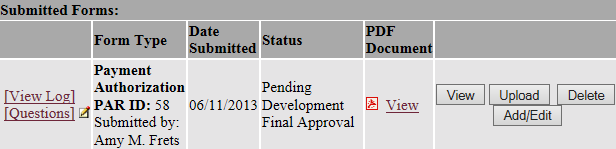 Submitted Forms:
Form Type
Date Submitted
Status
PDF Document
[View Log]
[Questions]
Payment
Authorization
PAR ID: 58
Submitted by:
Amy M. Frets
06/11/2013
Pending
Development
Final Approval
View
View Upload Delete
Add/Edit